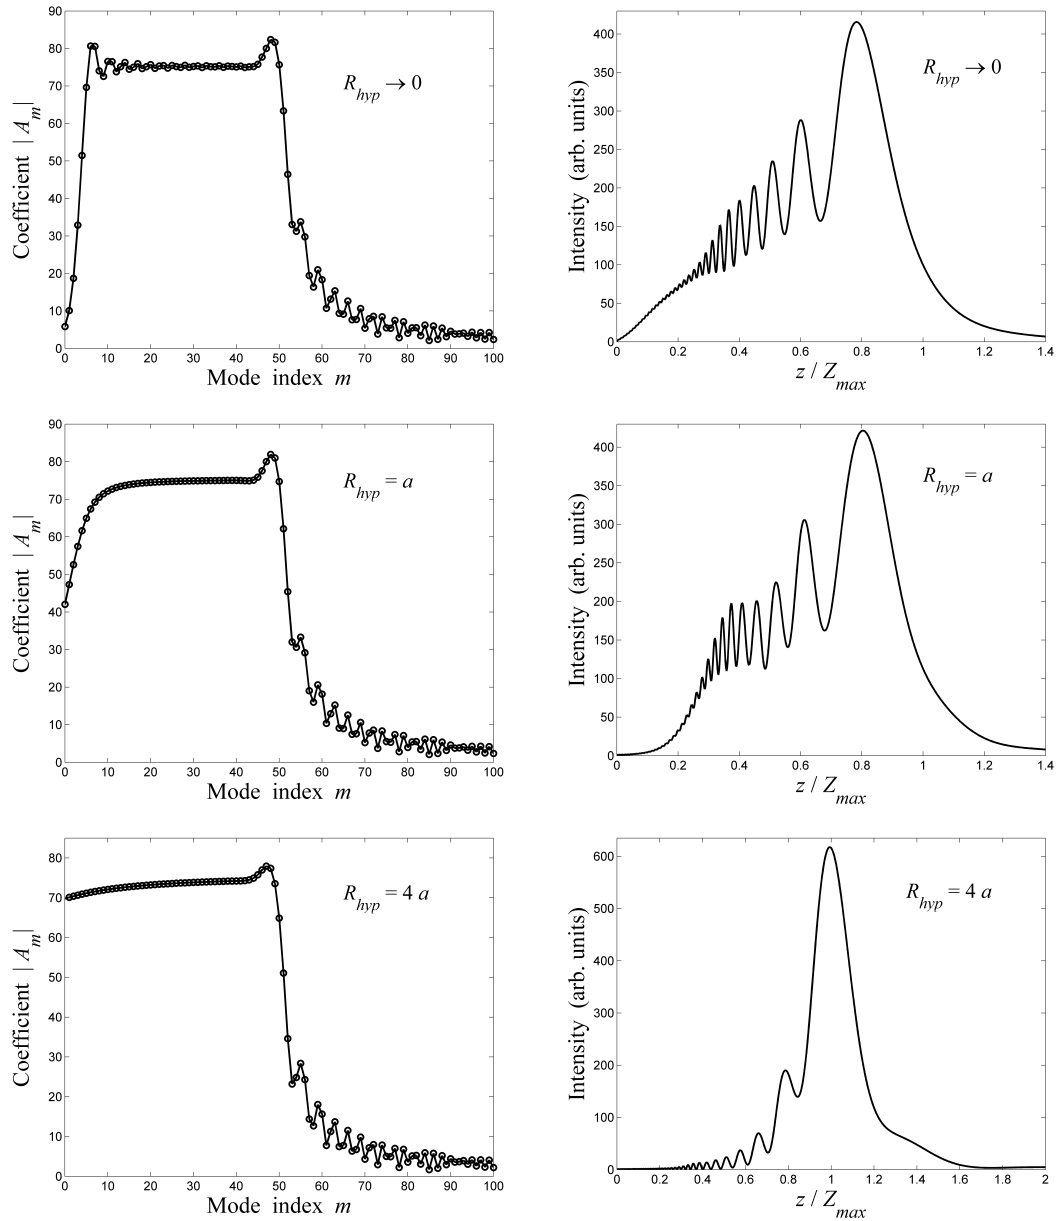 90
80
70
60
50
40
30
20
10
0
Coefficient | A_m |
R_hyp → 0
0 10 20 30 40 50 60 70 80 90 100
Mode index m
400
350
300
250
200
150
100
50
0
Intensity (arb. units)
R_hyp → 0
0 0.2 0.4 0.6 0.8 1 1.2 1.4
z / Z_max
90
80
70
60
50
40
30
20
10
0
Coefficient | A_m |
R_hyp = a
0 10 20 30 40 50 60 70 80 90 100
Mode index m
400
350
300
250
200
150
100
50
0
Intensity (arb. units)
R_hyp = a
0 0.2 0.4 0.6 0.8 1 1.2 1.4
z / Z_max
80
70
60
50
40
30
20
10
0
Coefficient | A_m |
R_hyp = 4 a
0 10 20 30 40 50 60 70 80 90 100
Mode index m
600
500
400
300
200
100
0
Intensity (arb. units)
R_hyp = 4 a
0 0.2 0.4 0.6 0.8 1 1.2 1.4 1.6 1.8 2
z / Z_max